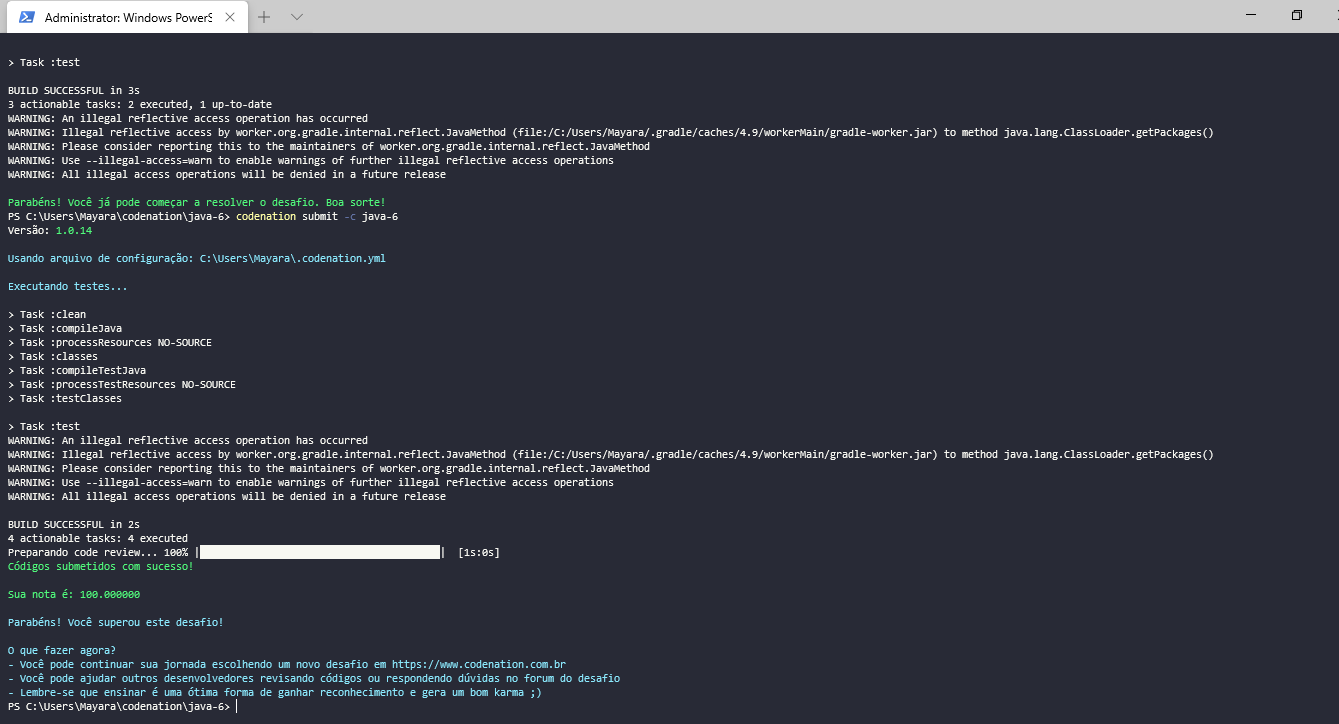 Administrator: Windows PowerS
> Task :test
BUILD SUCCESSFUL in 3s
3 actionable tasks: 2 executed, 1 up-to-date
WARNING: An illegal reflective access operation has occurred
WARNING: Illegal reflective access by worker.org.gradle.internal.reflect.JavaMethod (file:/C:/Users/Mayara/.gradle/caches/4.9/workerMain/gradle-worker.jar) to method java.lang.ClassLoader.getPackages()
WARNING: Please consider reporting this to the maintainers of worker.org.gradle.internal.reflect.JavaMethod
WARNING: Use --illegal-access=warn to enable warnings of further illegal reflective access operations
WARNING: All illegal access operations will be denied in a future release
Parabéns! Você já pode começar a resolver o desafio. Boa sorte!
PS C:\Users\Mayara\codenation\java-6> codenation submit -c java-6
Versão: 1.0.14
Usando arquivo de configuração: C:\Users\Mayara\.codenation.yml
Executando testes...
> Task :clean
> Task :compileJava
> Task :processResources NO-SOURCE
> Task :classes
> Task :compileTestJava
> Task :processTestResources NO-SOURCE
> Task :testClasses
> Task :test
WARNING: An illegal reflective access operation has occurred
WARNING: Illegal reflective access by worker.org.gradle.internal.reflect.JavaMethod (file:/C:/Users/Mayara/.gradle/caches/4.9/workerMain/gradle-worker.jar) to method java.lang.ClassLoader.getPackages()
WARNING: Please consider reporting this to the maintainers of worker.org.gradle.internal.reflect.JavaMethod
WARNING: Use --illegal-access=warn to enable warnings of further illegal reflective access operations
WARNING: All illegal access operations will be denied in a future release
BUILD SUCCESSFUL in 2s
4 actionable tasks: 4 executed
Preparando code review... 100% |████████████████████████████████████████|  [1s:0s]
Códigos submetidos com sucesso!
Sua nota é: 100.000000
Parabéns! Você superou este desafio!
O que fazer agora?
- Você pode continuar sua jornada escolhendo um novo desafio em https://www.codenation.com.br
- Você pode ajudar outros desenvolvedores revisando códigos ou respondendo dúvidas no forum do desafio
- Lembre-se que ensinar é uma ótima forma de ganhar reconhecimento e gera um bom karma ;)
PS C:\Users\Mayara\codenation\java-6>